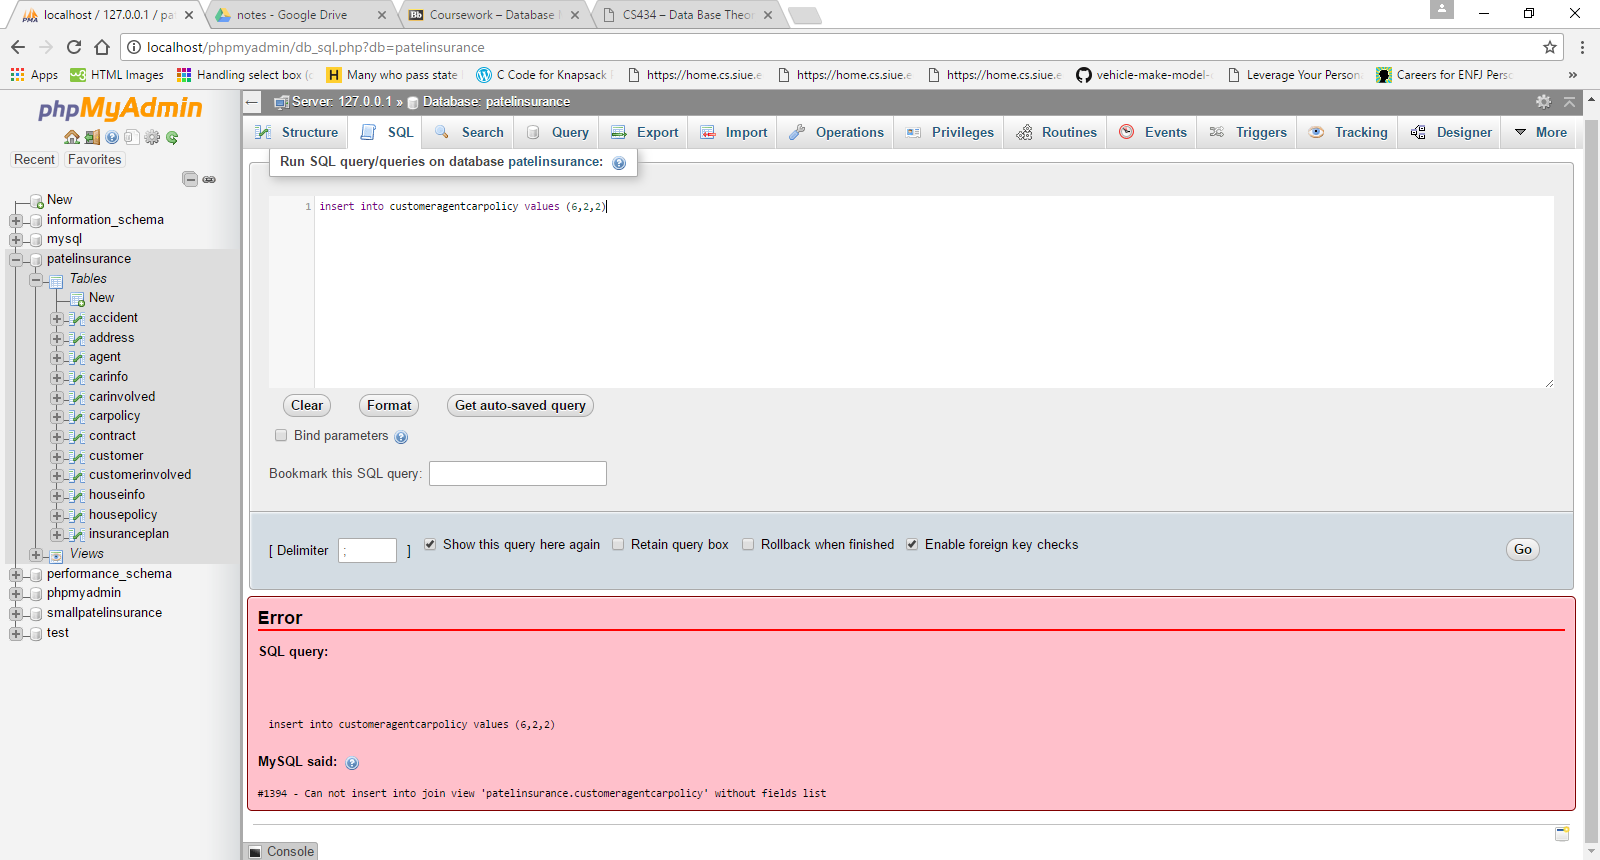 localhost / 127.0.0.1 / pat
notes - Google Drive
Coursework – Database
CS434 – Data Base Theor
localhost/phpmyadmin/db_sql.php?db=patelinsurance
Apps
HTML Images
Handling select box (c
Many who pass state
C Code for Knapsack
https://home.cs.siue.e
https://home.cs.siue.e
https://home.cs.siue.e
vehicle-make-model-
Leverage Your Persona
Careers for ENFJ Perso
»
phpMyAdmin
Recent
Favorites
New
information_schema
mysql
patelinsurance
Tables
New
accident
address
agent
carinfo
carinvolved
carpolicy
contract
customer
customerinvolved
houseinfo
housepolicy
insuranceplan
Views
performance_schema
phpmyadmin
smallpatelinsurance
test
Server: 127.0.0.1 » Database: patelinsurance
Structure
SQL
Search
Query
Export
Import
Operations
Privileges
Routines
Events
Triggers
Tracking
Designer
More
Run SQL query/queries on database patelinsurance:
1 insert into customeragentcarpolicy values (6,2,2)
Clear
Format
Get auto-saved query
Bind parameters
Bookmark this SQL query:
[ Delimiter ; ]
Show this query here again
Retain query box
Rollback when finished
Enable foreign key checks
Go
Error
SQL query:
insert into customeragentcarpolicy values (6,2,2)
MySQL said:
#1394 - Can not insert into join view 'patelinsurance.customeragentcarpolicy' without fields list
Console